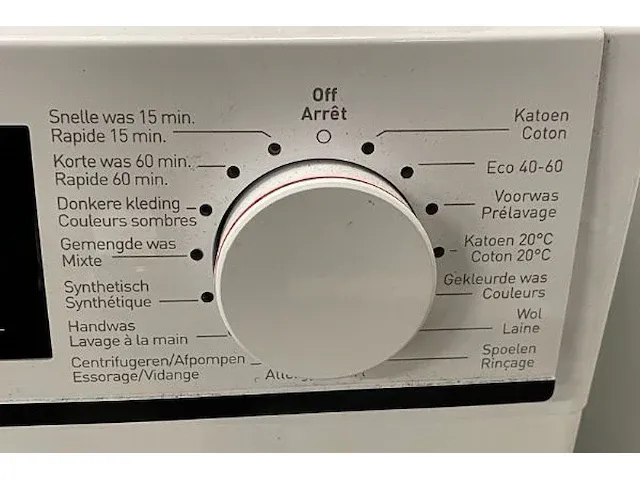 Off
Arrêt
Snelle was 15 min.
Rapide 15 min.
Korte was 60 min.
Rapide 60 min.
Donkere kleding
Couleurs sombres
Gemengde was
Mixte
Synthetisch
Synthétique
Handwas
Lavage à la main
Centrifugeren/Afpompen
Essorage/Vidange
Katoen
Coton
Eco 40-60
Voorwas
Prélavage
Katoen 20°C
Coton 20°C
Gekleurde was
Couleurs
Wol
Laine
Spoelen
Rinçage